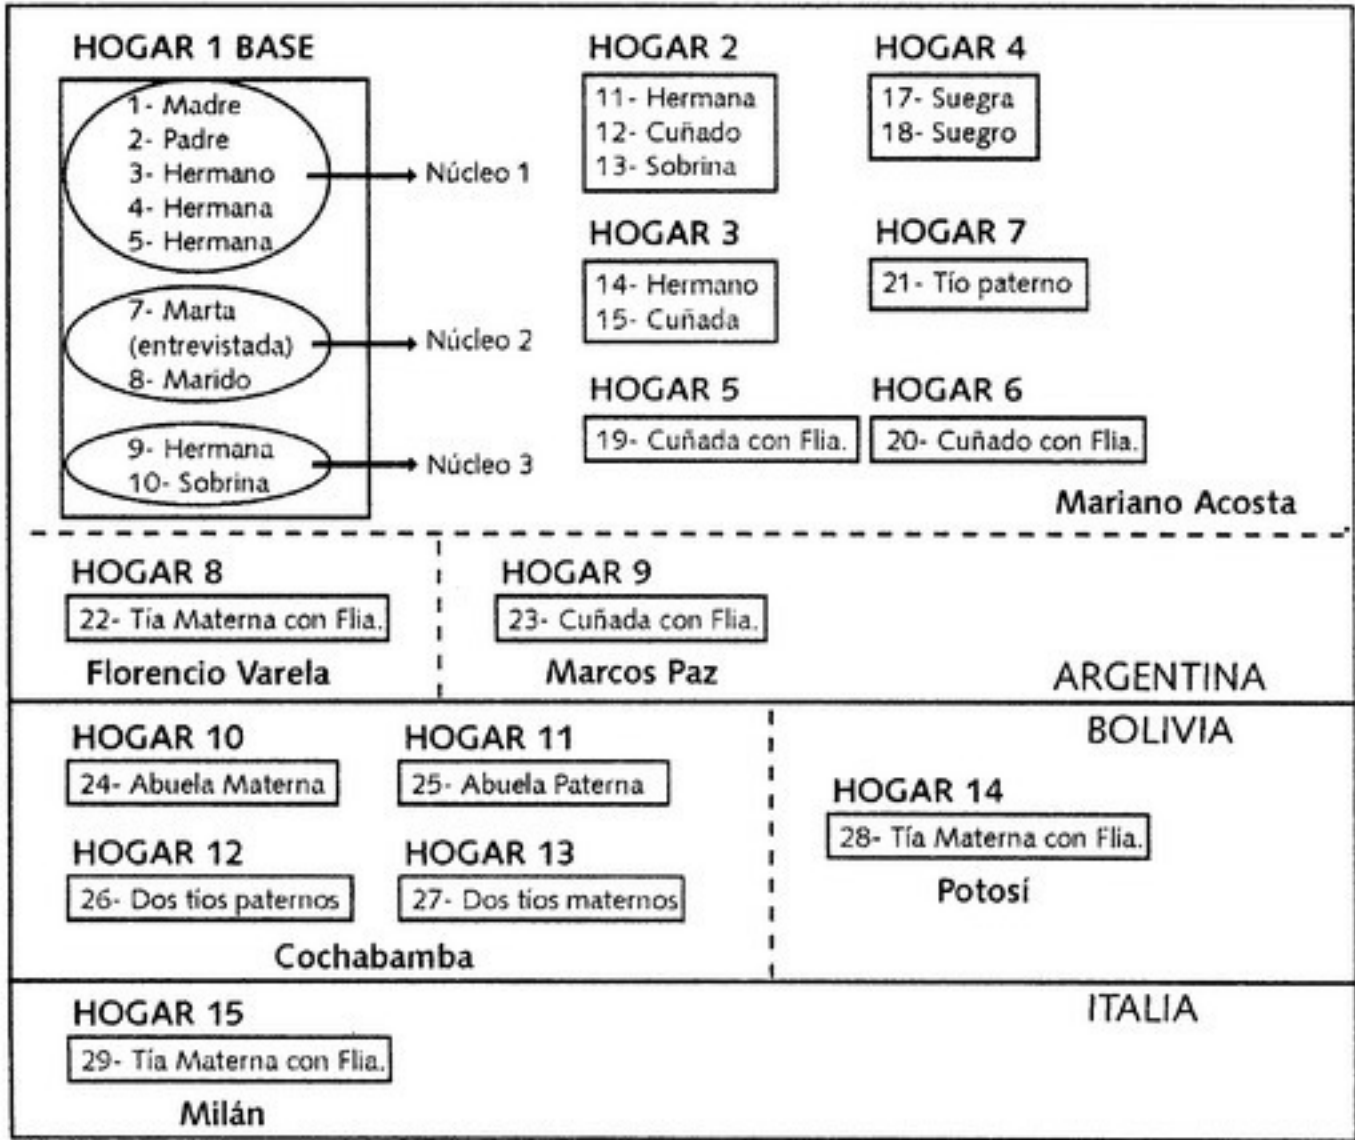 HOGAR 1 BASE
1- Madre
2- Padre
3- Hermano
4- Hermana
5- Hermana
Núcleo 1
7- Marta
(entrevistada)
8- Marido
Núcleo 2
9- Hermana
10- Sobrina
Núcleo 3
HOGAR 2
11- Hermana
12- Cuñado
13- Sobrina
HOGAR 4
17- Suegra
18- Suegro
HOGAR 3
14- Hermano
15- Cuñada
HOGAR 7
21- Tío paterno
HOGAR 5
19- Cuñada con Flia.
HOGAR 6
20- Cuñado con Flia.
Mariano Acosta
HOGAR 8
22- Tía Materna con Flia.
Florencio Varela
HOGAR 9
23- Cuñada con Flia.
Marcos Paz
ARGENTINA
BOLIVIA
HOGAR 10
24- Abuela Materna
HOGAR 11
25- Abuela Paterna
HOGAR 12
26- Dos tíos paternos
HOGAR 13
27- Dos tíos maternos
Cochabamba
HOGAR 14
28- Tía Materna con Flia.
Potosí
ITALIA
HOGAR 15
29- Tía Materna con Flia.
Milán